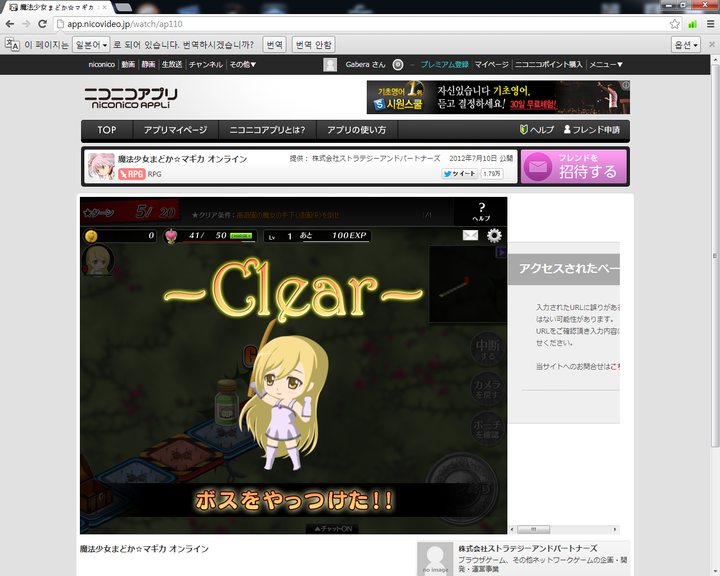 魔法少女まどか☆マギカ
app.nicovideo.jp/watch/ap110
이 페이지는 일본어 로 되어 있습니다. 번역하시겠습니까? 번역 번역 안함 옵션
niconico 動画 静画 生放送 チャンネル その他▼ Gabera さん プレミアム登録 マイページ ニコニコポイント購入 メニュー▼
ニコニコアプリ
niconico APPLi
기초영어 1위
시원스쿨
자신있습니다 기초영어.
듣고 결정하세요! 30일 무료체험!
TOP アプリマイページ ニコニコアプリとは? アプリの使い方 ヘルプ フレンド申請
魔法少女まどか☆マギカ オンライン
提供： 株式会社ストラテジーアンドパートナーズ 2012年7月10日 公開
RPG RPG
ツイート 1.79万
フレンドを
招待する
5/ 20
★クリア条件：
/1
?
ヘルプ
0 41/ 50 Lv 1 あと 100EXP
~Clear~
中断
する
カメラ
を戻す
ポーチ
を確認
ボスをやっつけた!!
▲チャットON
アクセスされたペー
入力されたURLに誤りがある
はない可能性があります。
URLをご確認頂き入力内容に
せください。
当サイトへのお問合せはこち
魔法少女まどか☆マギカ オンライン
no image
株式会社ストラテジーアンドパートナーズ
ブラウザゲーム、その他ネットワークゲームの企画・開
発・運営事業